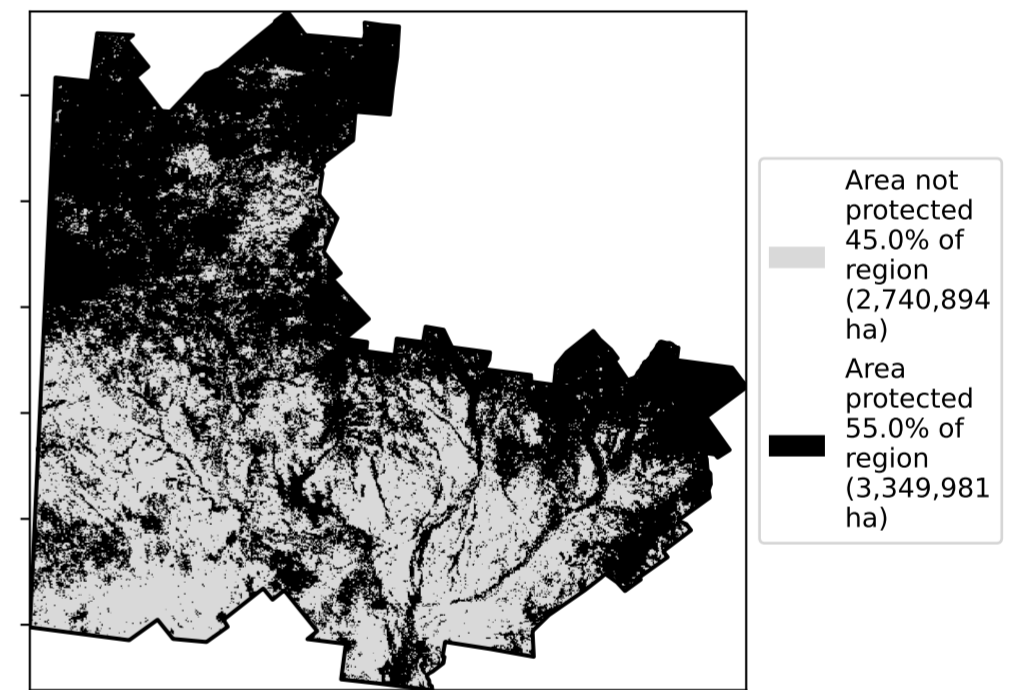 Area not
protected
45.0% of
region
(2,740,894
ha)
Area
protected
55.0% of
region
(3,349,981
ha)